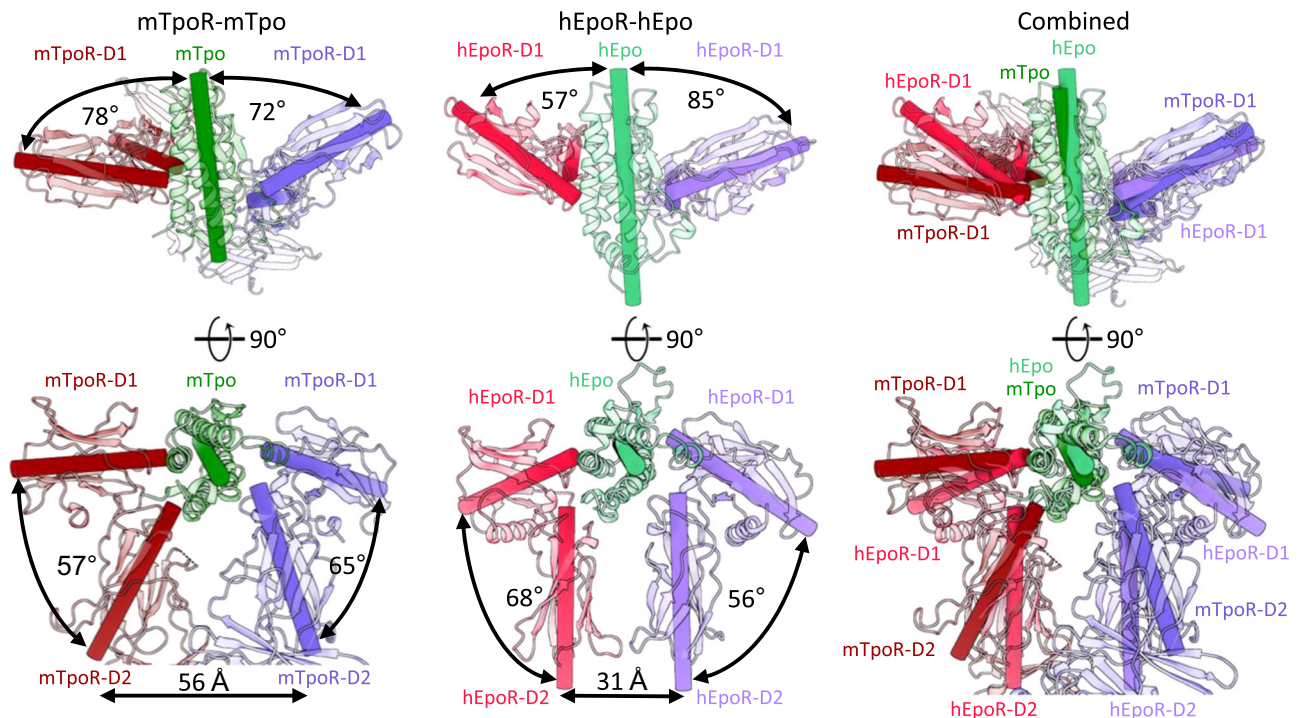 mTpoR-mTpo
mTpoR-D1
mTpo
mTpoR-D1
78°
72°
90°
mTpoR-D1
mTpo
mTpoR-D1
57°
65°
mTpoR-D2
56 Å
mTpoR-D2
hEpoR-hEpo
hEpoR-D1
hEpo
hEpoR-D1
57°
85°
90°
hEpoR-D1
hEpo
hEpoR-D1
68°
56°
hEpoR-D2
31 Å
hEpoR-D2
Combined
hEpo
mTpo
hEpoR-D1
mTpoR-D1
mTpoR-D1
hEpoR-D1
90°
mTpoR-D1
hEpo
mTpo
mTpoR-D1
hEpoR-D1
hEpoR-D1
mTpoR-D2
mTpoR-D2
hEpoR-D2
hEpoR-D2